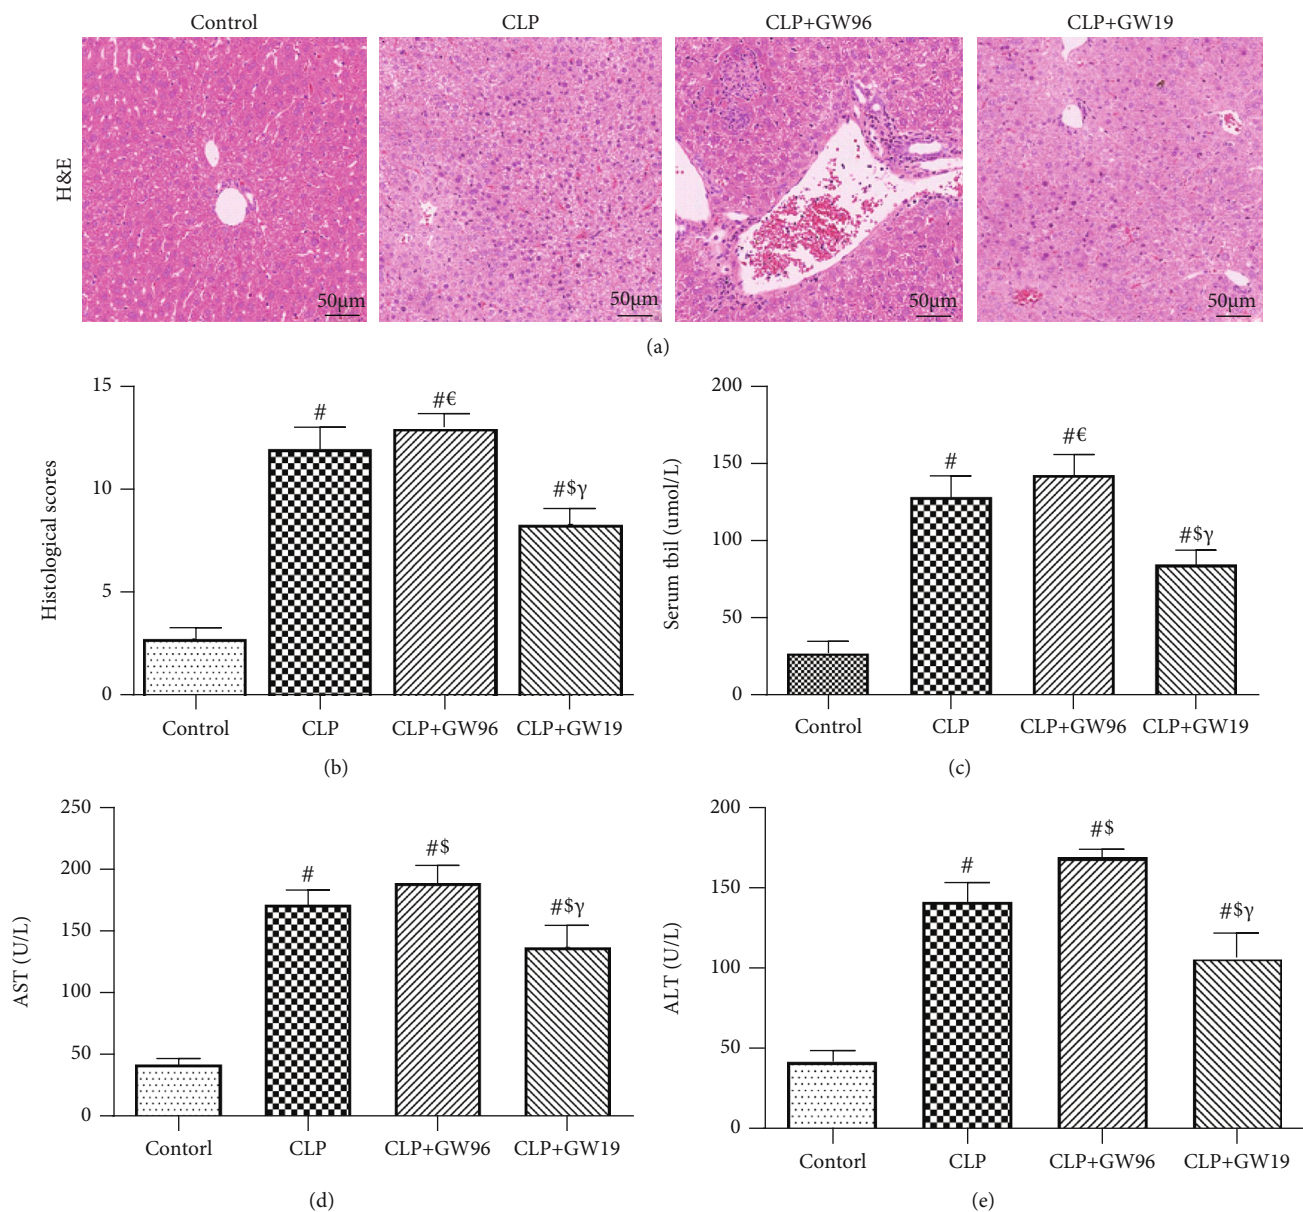 Control CLP CLP+GW96 CLP+GW19
H&E
50μm 50μm 50μm 50μm
(a)
15
10
5
0
Histological scores
# #€ #$γ
Control CLP CLP+GW96 CLP+GW19
(b)
200
150
100
50
0
Serum tbil (umol/L)
# #€ #$γ
Control CLP CLP+GW96 CLP+GW19
(c)
250
200
150
100
50
0
AST (U/L)
# #$ #$γ
Contorl CLP CLP+GW96 CLP+GW19
(d)
200
150
100
50
0
ALT (U/L)
# #$ #$γ
Contorl CLP CLP+GW96 CLP+GW19
(e)